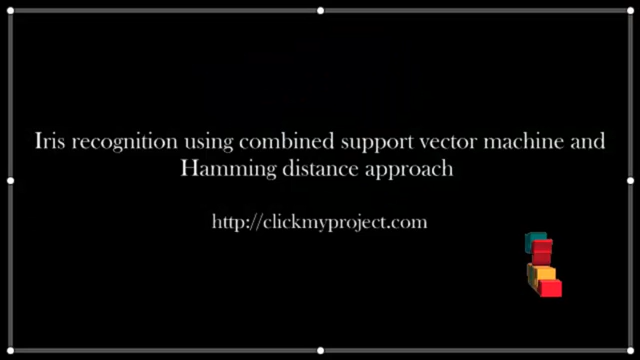 Iris recognition using combined support vector machine and
Hamming distance approach
http://clickmyproject.com